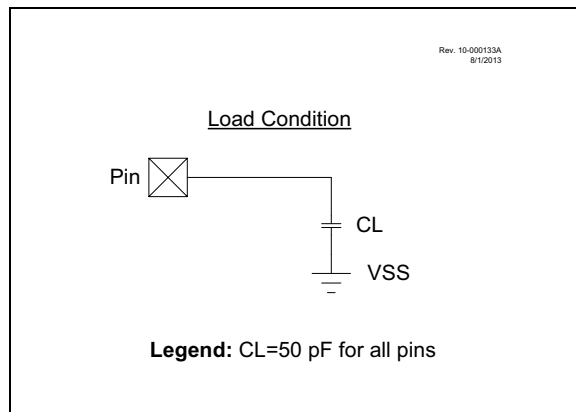 Rev. 10-000133A
8/1/2013
Load Condition
Pin
CL
VSS
Legend: CL=50 pF for all pins